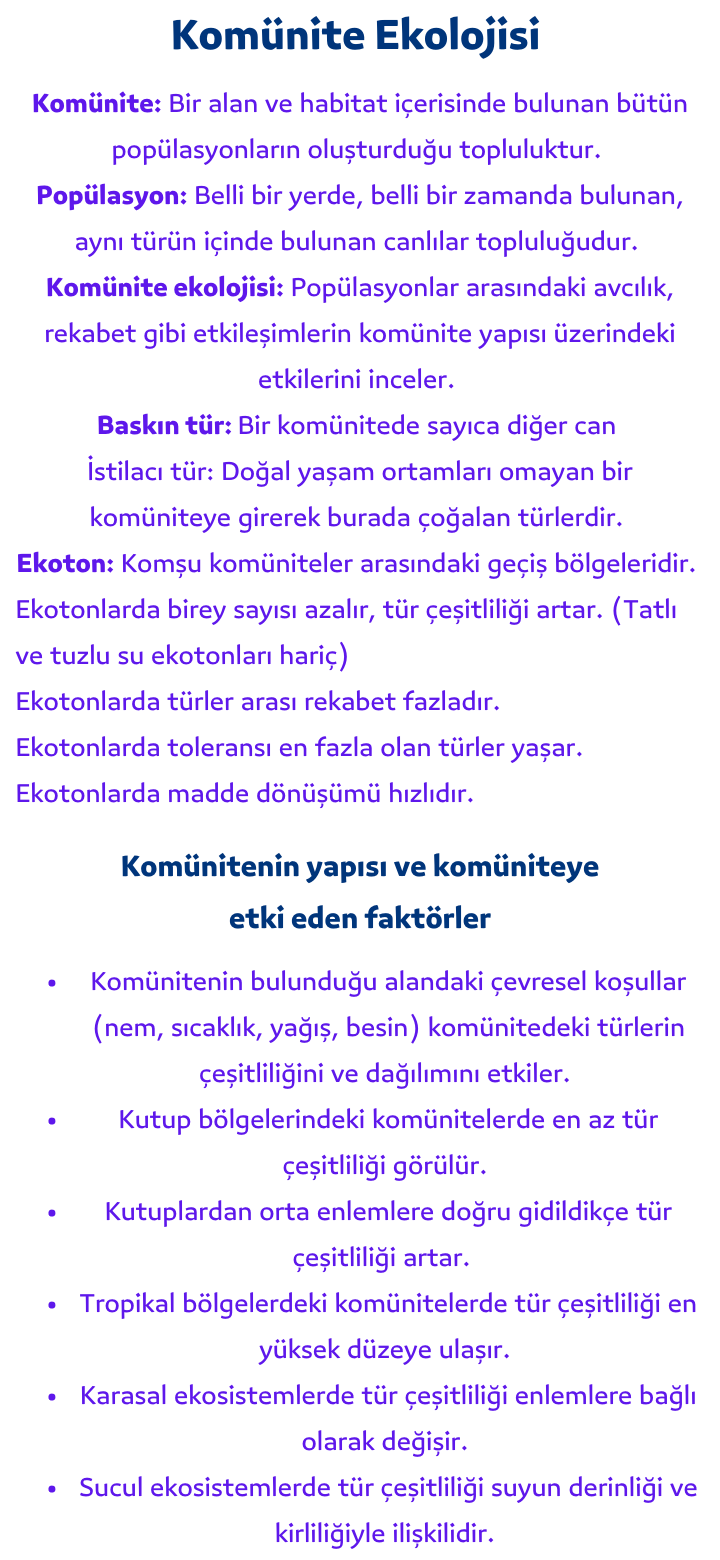 Komünite Ekolojisi
Komünite: Bir alan ve habitat içerisinde bulunan bütün
popülasyonların oluşturduğu topluluktur.
Popülasyon: Belli bir yerde, belli bir zamanda bulunan,
aynı türün içinde bulunan canlılar topluluğudur.
Komünite ekolojisi: Popülasyonlar arasındaki avcılık,
rekabet gibi etkileşimlerin komünite yapısı üzerindeki
etkilerini inceler.
Baskın tür: Bir komünitede sayıca diğer can
İstilacı tür: Doğal yaşam ortamları omayan bir
komüniteye girerek burada çoğalan türlerdir.
Ekoton: Komşu komüniteler arasındaki geçiş bölgeleridir.
Ekotonlarda birey sayısı azalır, tür çeşitliliği artar. (Tatlı
ve tuzlu su ekotonları hariç)
Ekotonlarda türler arası rekabet fazladır.
Ekotonlarda toleransı en fazla olan türler yaşar.
Ekotonlarda madde dönüşümü hızlıdır.
Komünitenin yapısı ve komüniteye
etki eden faktörler
• Komünitenin bulunduğu alandaki çevresel koşullar
(nem, sıcaklık, yağış, besin) komünitedeki türlerin
çeşitliliğini ve dağılımını etkiler.
• Kutup bölgelerindeki komünitelerde en az tür
çeşitliliği görülür.
• Kutuplardan orta enlemlere doğru gidildikçe tür
çeşitliliği artar.
• Tropikal bölgelerdeki komünitelerde tür çeşitliliği en
yüksek düzeye ulaşır.
• Karasal ekosistemlerde tür çeşitliliği enlemlere bağlı
olarak değişir.
• Sucul ekosistemlerde tür çeşitliliği suyun derinliği ve
kirliliğiyle ilişkilidir.